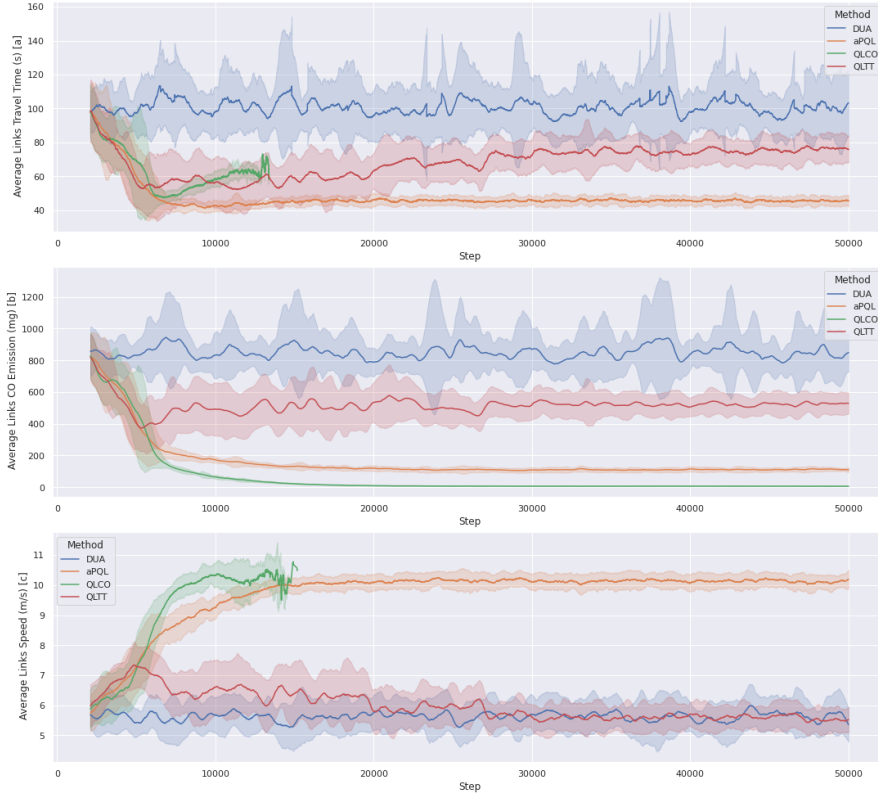 Average Links Travel Time (s) [a]
160
140
120
100
80
60
40
Method
DUA
aPQL
QLCO
QLTT
0 10000 20000 30000 40000 50000
Step
Average Links CO Emission (mg) [b]
1200
1000
800
600
400
200
0
Method
DUA
aPQL
QLCO
QLTT
0 10000 20000 30000 40000 50000
Step
Average Links Speed (m/s) [c]
11
10
9
8
7
6
5
Method
DUA
aPQL
QLCO
QLTT
0 10000 20000 30000 40000 50000
Step